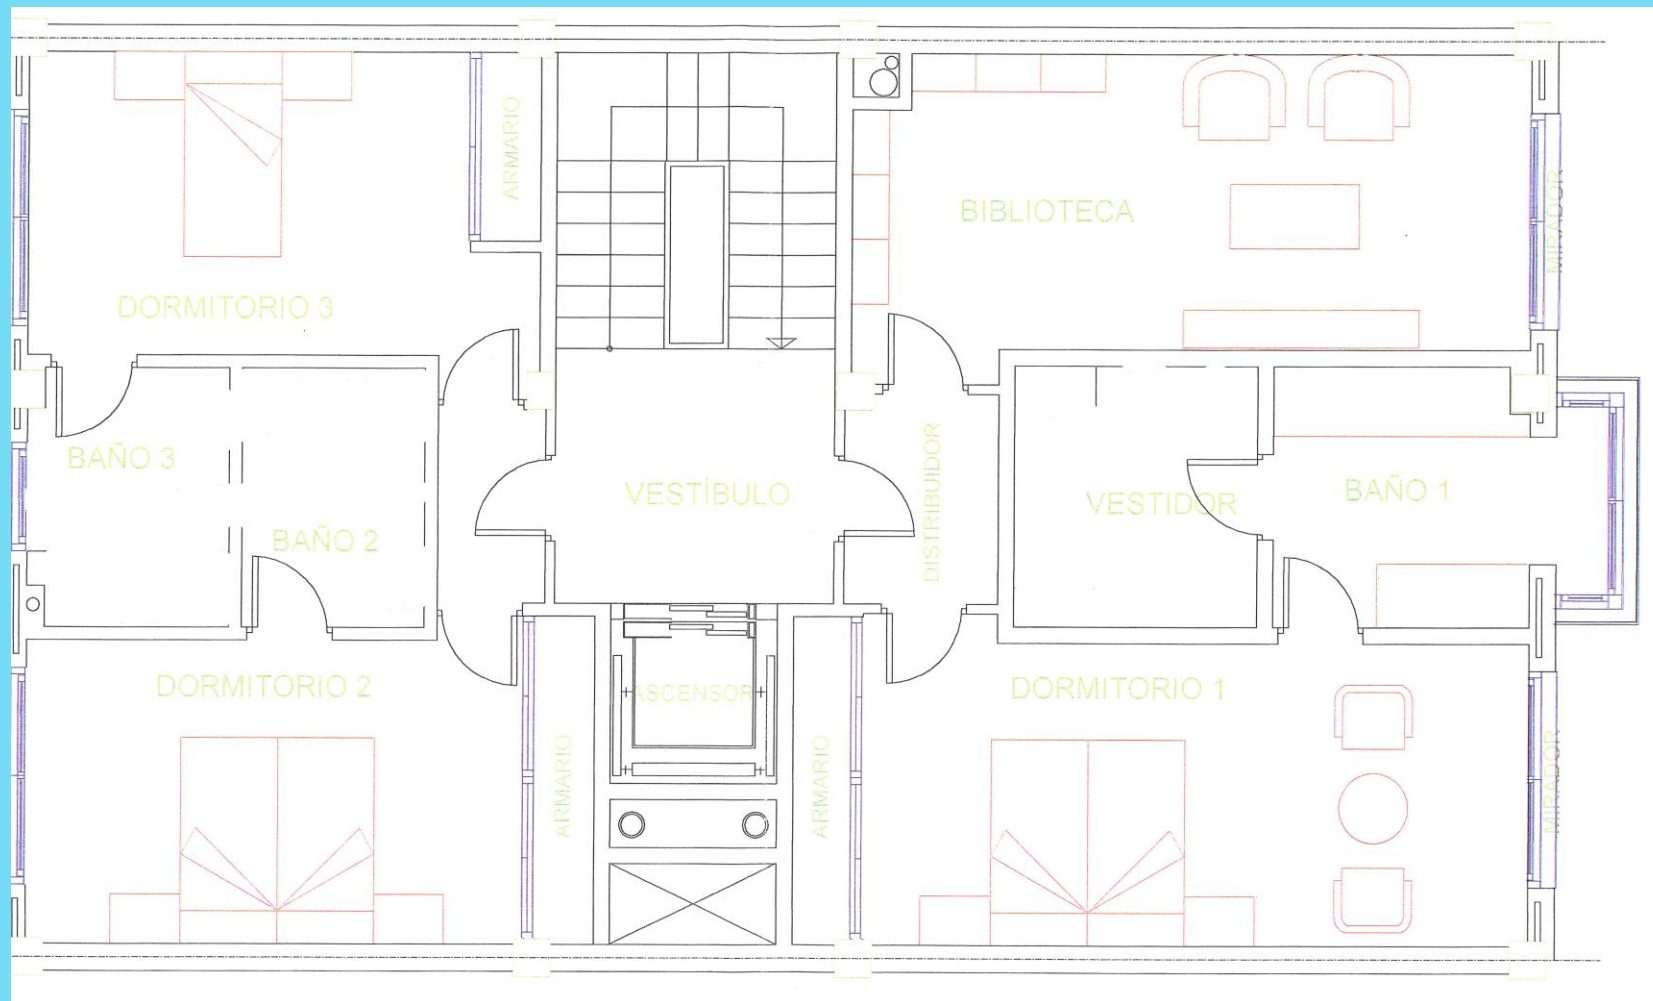 ARMARIO
BIBLIOTECA
MIRADOR
DORMITORIO 3
BAÑO 3
BAÑO 2
VESTÍBULO
DISTRIBUIDOR
VESTIDOR
BAÑO 1
DORMITORIO 2
ASCENSOR
DORMITORIO 1
ARMARIO
ARMARIO
MIRADOR